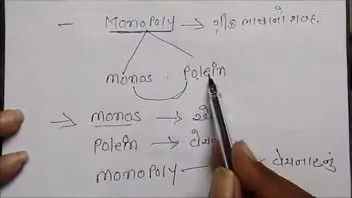 - Monopoly → ગ્રીક ભાષાનો શબ્દ.
monos . Polein
→ monos →
Polein →
monopoly — વેચનારનું